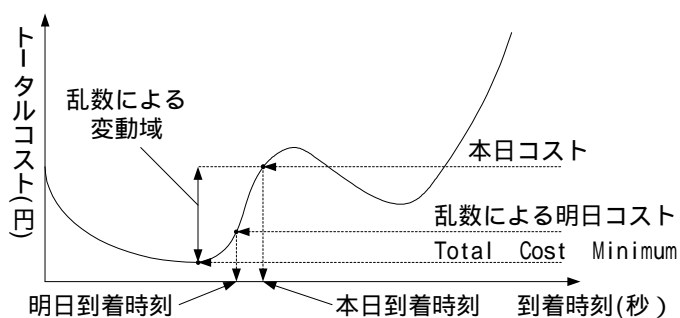 トータルコスト(円)
乱数による
変動域
本日コスト
乱数による明日コスト
Total Cost Minimum
明日到着時刻
本日到着時刻
到着時刻(秒)